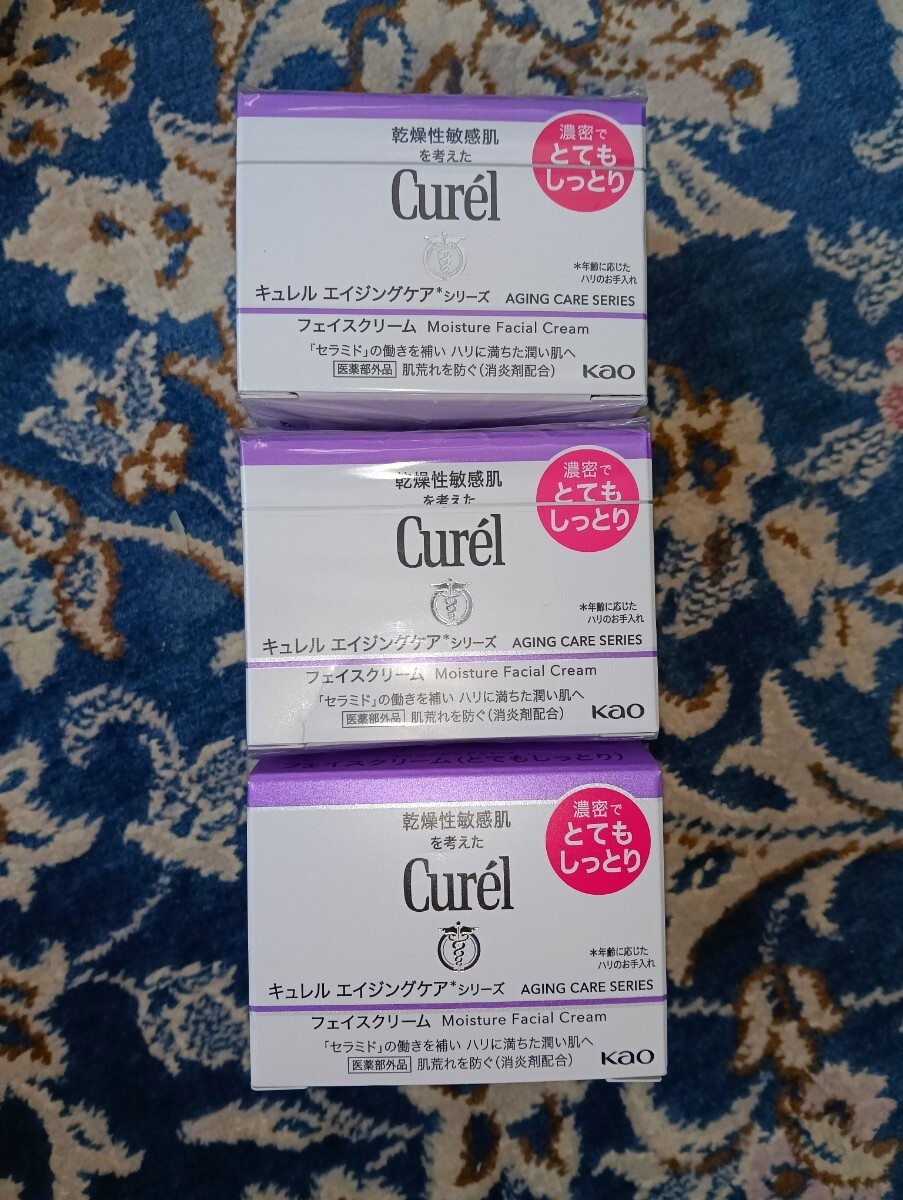 乾燥性敏感肌
を考えた
Curél
濃密で
とても
しっとり
*年齢に応じた
ハリのお手入れ
キュレル エイジングケア*シリーズ AGING CARE SERIES
フェイスクリーム Moisture Facial Cream
「セラミド」の働きを補い ハリに満ちた潤い肌へ
医薬部外品 肌荒れを防ぐ(消炎剤配合)
Kao
乾燥性敏感肌
を考えた
Curél
濃密で
とても
しっとり
*年齢に応じた
ハリのお手入れ
キュレル エイジングケア*シリーズ AGING CARE SERIES
フェイスクリーム Moisture Facial Cream
「セラミド」の働きを補い ハリに満ちた潤い肌へ
医薬部外品 肌荒れを防ぐ(消炎剤配合)
Kao
フェイスクリーム(とてもしっとり)
乾燥性敏感肌
を考えた
Curél
濃密で
とても
しっとり
*年齢に応じた
ハリのお手入れ
キュレル エイジングケア*シリーズ AGING CARE SERIES
フェイスクリーム Moisture Facial Cream
「セラミド」の働きを補い ハリに満ちた潤い肌へ
医薬部外品 肌荒れを防ぐ(消炎剤配合)
Kao